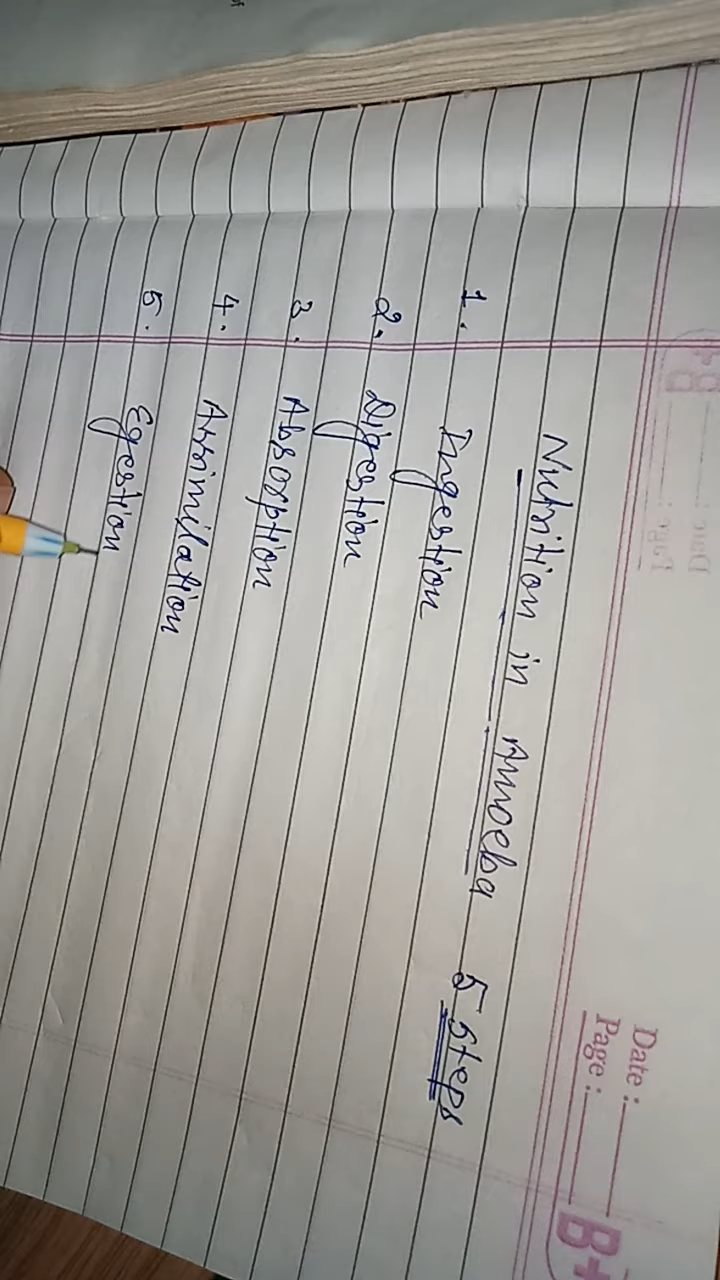 Date :
Page :
B+
Nutrition in Amoeba 5 Steps
1. Ingestion
2. Digestion
3. Absorption
4. Assimilation
5. Egestion